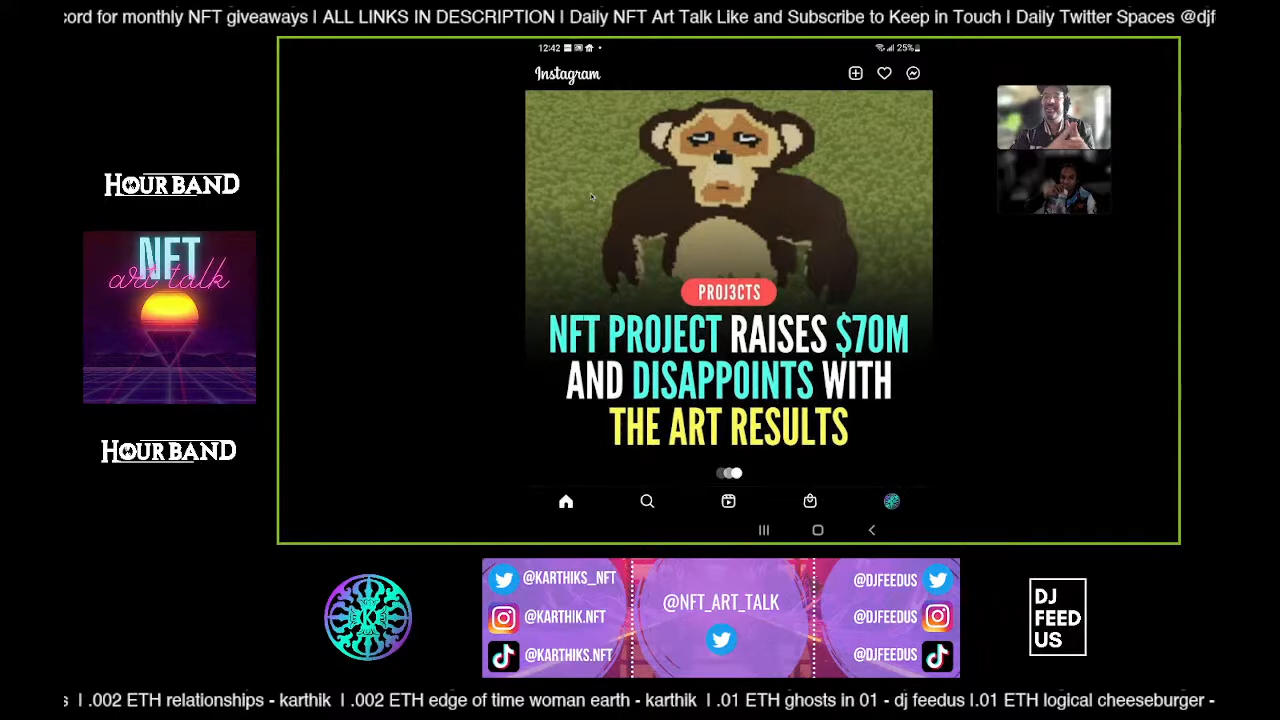 cord for monthly NFT giveaways I ALL LINKS IN DESCRIPTION I Daily NFT Art Talk Like and Subscribe to Keep in Touch I Daily Twitter Spaces @djf
12:42
25%
Instagram
HOUR BAND
NFT
art talk
HOUR BAND
PROJ3CTS
NFT PROJECT RAISES $70M
AND DISAPPOINTS WITH
THE ART RESULTS
@KARTHIKS_NFT
@KARTHIK.NFT
@KARTHIKS.NFT
@NFT_ART_TALK
@DJFEEDUS
@DJFEEDUS
@DJFEEDUS
K
DJ
FEED
US
s I .002 ETH relationships - karthik I .002 ETH edge of time woman earth - karthik I .01 ETH ghosts in 01 - dj feedus I .01 ETH logical cheeseburger -